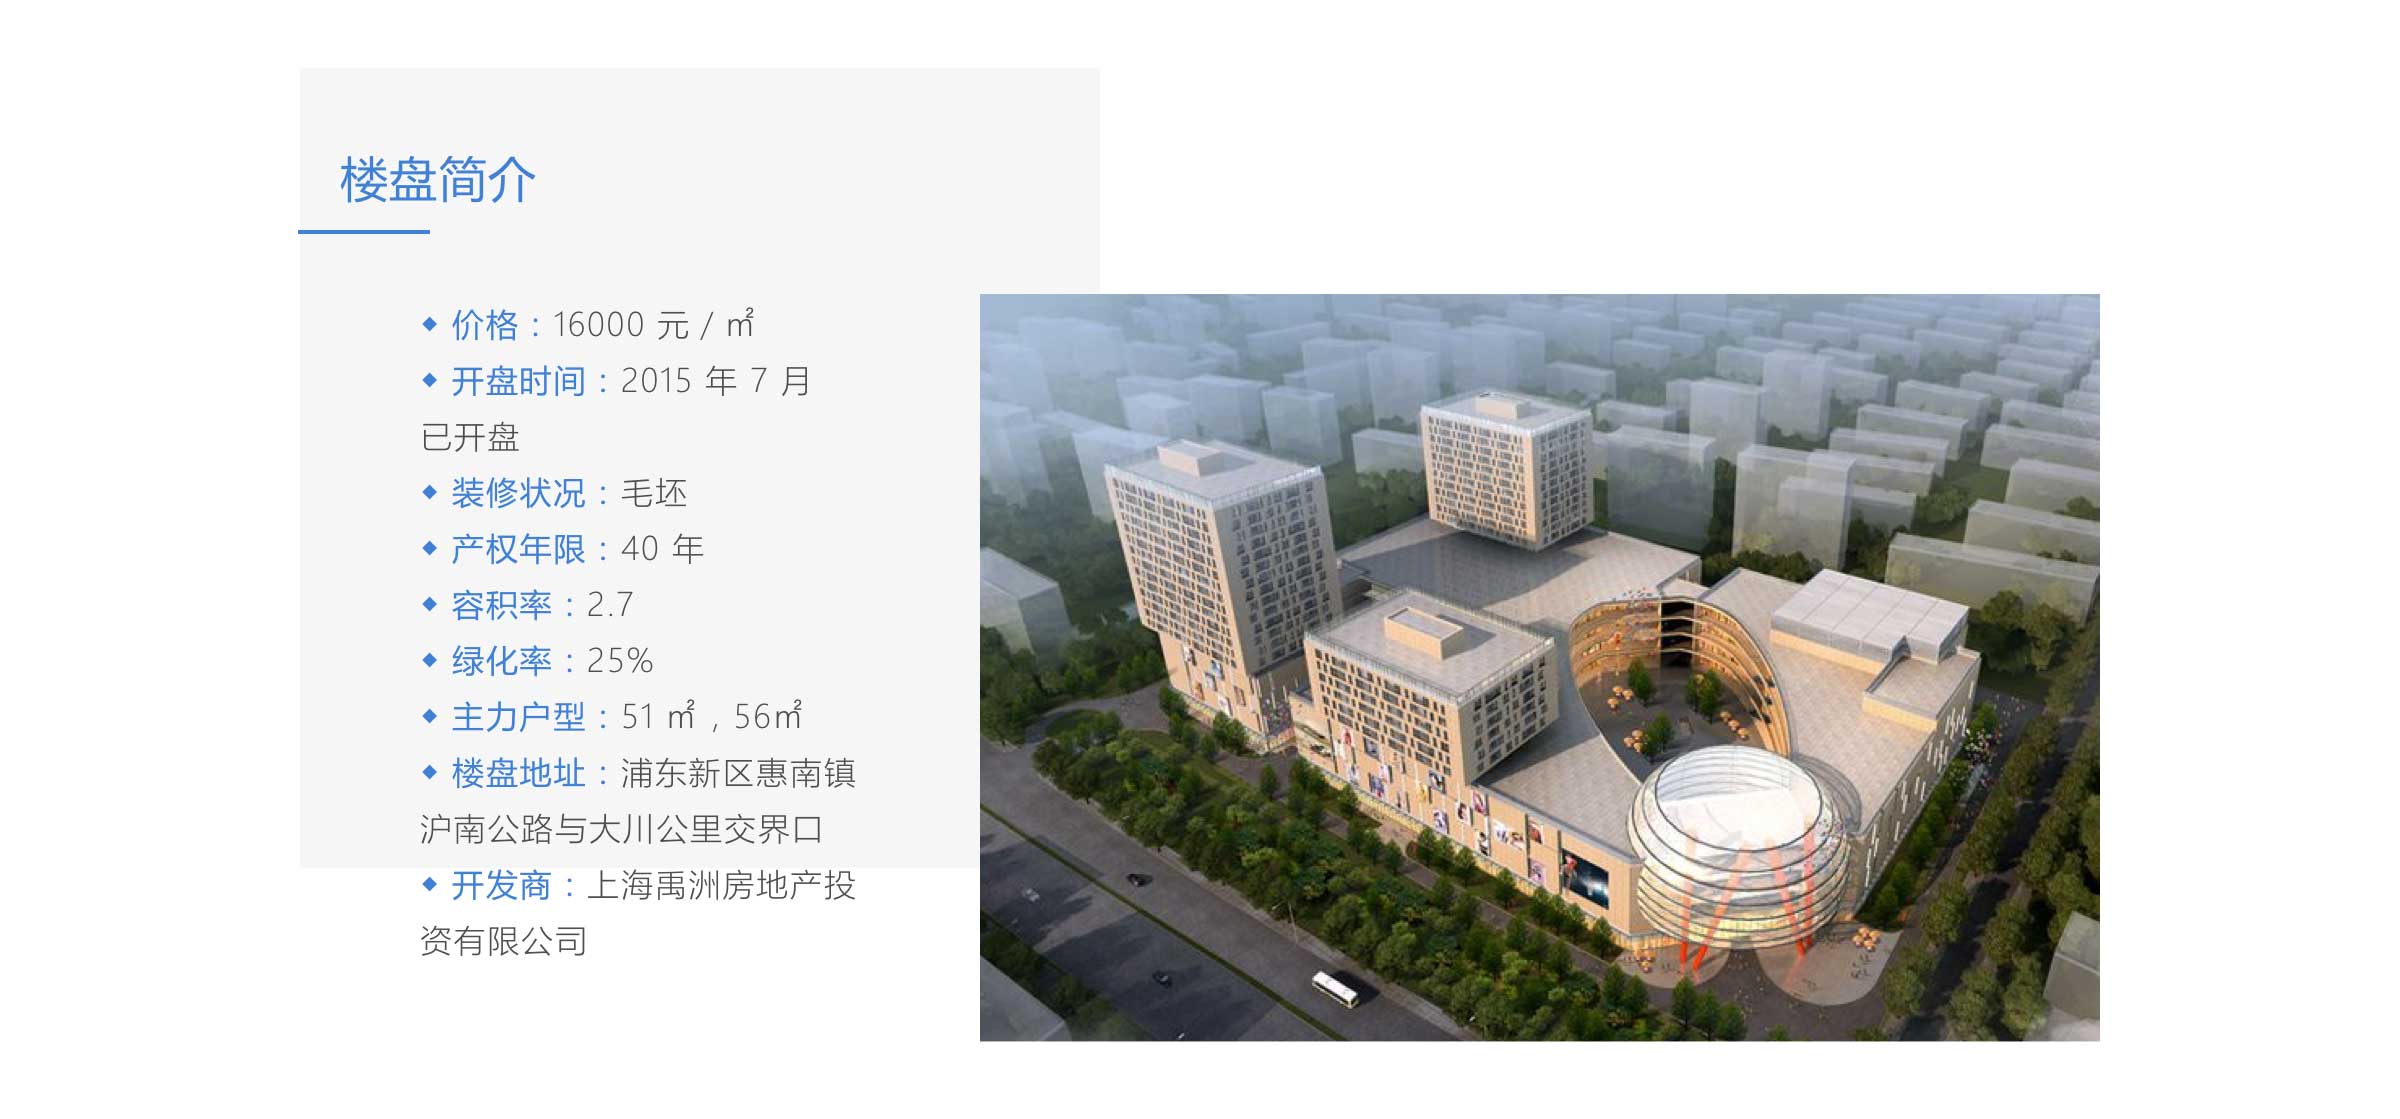 楼盘简介
◆ 价格：16000 元 / ㎡
◆ 开盘时间：2015 年 7 月
已开盘
◆ 装修状况：毛坯
◆ 产权年限：40 年
◆ 容积率：2.7
◆ 绿化率：25%
◆ 主力户型：51 ㎡ , 56㎡
◆ 楼盘地址：浦东新区惠南镇
沪南公路与大川公里交界口
◆ 开发商：上海禹洲房地产投
资有限公司